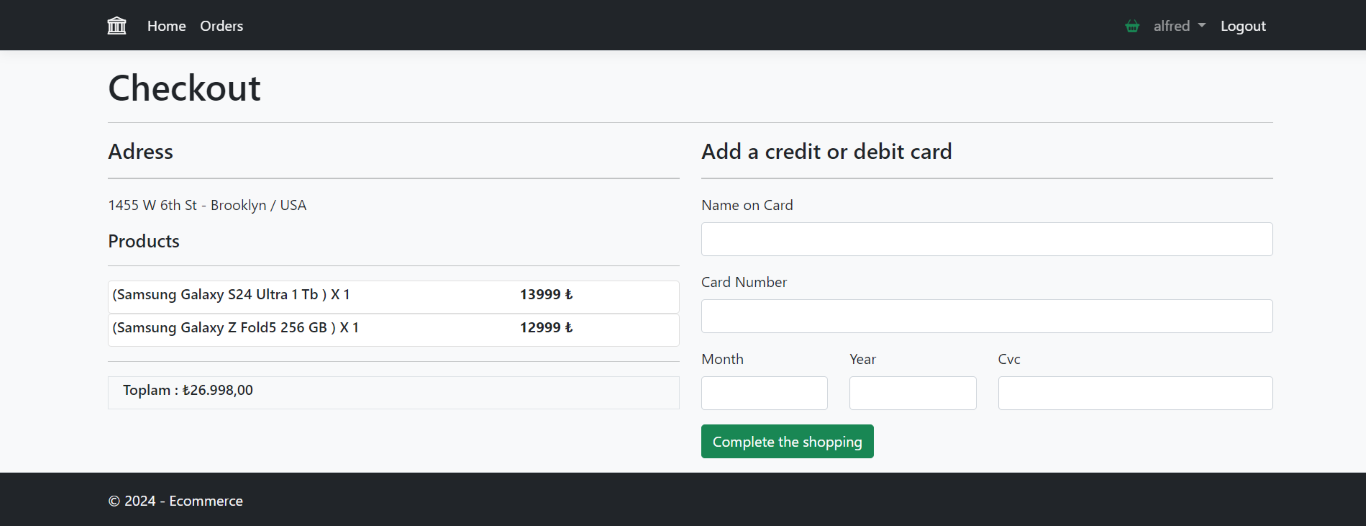 Home Orders alfred Logout
Checkout
Adress
1455 W 6th St - Brooklyn / USA
Products
(Samsung Galaxy S24 Ultra 1 Tb ) X 1 13999 ₺
(Samsung Galaxy Z Fold5 256 GB ) X 1 12999 ₺
Toplam : ₺26.998,00
Add a credit or debit card
Name on Card
Card Number
Month Year Cvc
Complete the shopping
© 2024 - Ecommerce